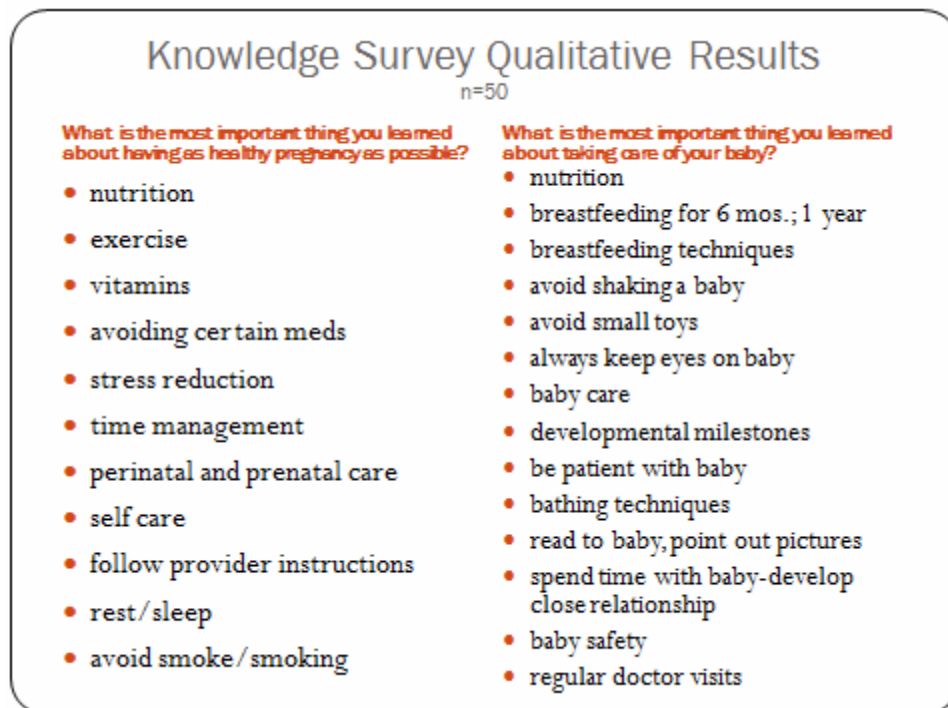 Knowledge Survey Qualitative Results
n=50
What is the most important thing you learned
about having as healthy pregnancy as possible?
• nutrition
• exercise
• vitamins
• avoiding certain meds
• stress reduction
• time management
• perinatal and prenatal care
• self care
• follow provider instructions
• rest/sleep
• avoid smoke/smoking
What is the most important thing you learned
about taking care of your baby?
• nutrition
• breastfeeding for 6 mos.; 1 year
• breastfeeding techniques
• avoid shaking a baby
• avoid small toys
• always keep eyes on baby
• baby care
• developmental milestones
• be patient with baby
• bathing techniques
• read to baby, point out pictures
• spend time with baby-develop
close relationship
• baby safety
• regular doctor visits